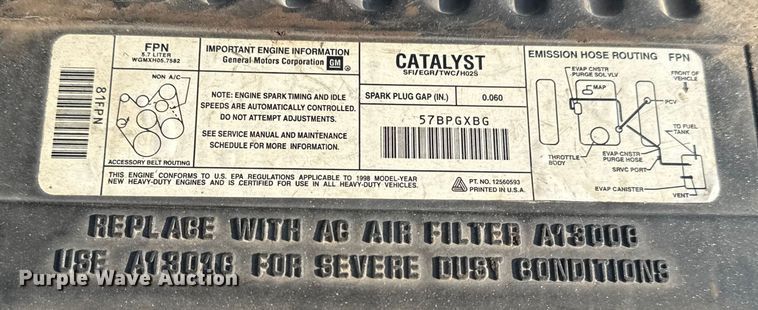 FPN
5.7 LITER
WGMXH05.7582
81FPN
NON A/C
ACCESSORY BELT ROUTING
IMPORTANT ENGINE INFORMATION
General Motors Corporation GM
NOTE: ENGINE SPARK TIMING AND IDLE
SPEEDS ARE AUTOMATICALLY CONTROLLED.
DO NOT ATTEMPT ADJUSTMENTS.
SEE SERVICE MANUAL AND MAINTENANCE
SCHEDULE FOR MORE INFORMATION.
CATALYST
SFI/EGR/TWC/HO2S
SPARK PLUG GAP (IN.) 0.060
57BPGXBG
THIS ENGINE CONFORMS TO U.S. EPA REGULATIONS APPLICABLE TO 1998 MODEL-YEAR
NEW HEAVY-DUTY ENGINES AND IS CERTIFIED FOR USE IN ALL HEAVY-DUTY VEHICLES.
PT. NO. 12550593
PRINTED IN U.S.A.
EMISSION HOSE ROUTING FPN
EVAP CNSTR
PURGE SOL VLV
FRONT OF
VEHICLE
MAP
PCV
TO FUEL
TANK
THROTTLE
BODY
EVAP CNSTR
PURGE HOSE
SRVC PORT
EVAP CANISTER
VENT
REPLACE WITH AC AIR FILTER A1300C
USE A1301C FOR SEVERE DUST CONDITIONS
Purple Wave Auction